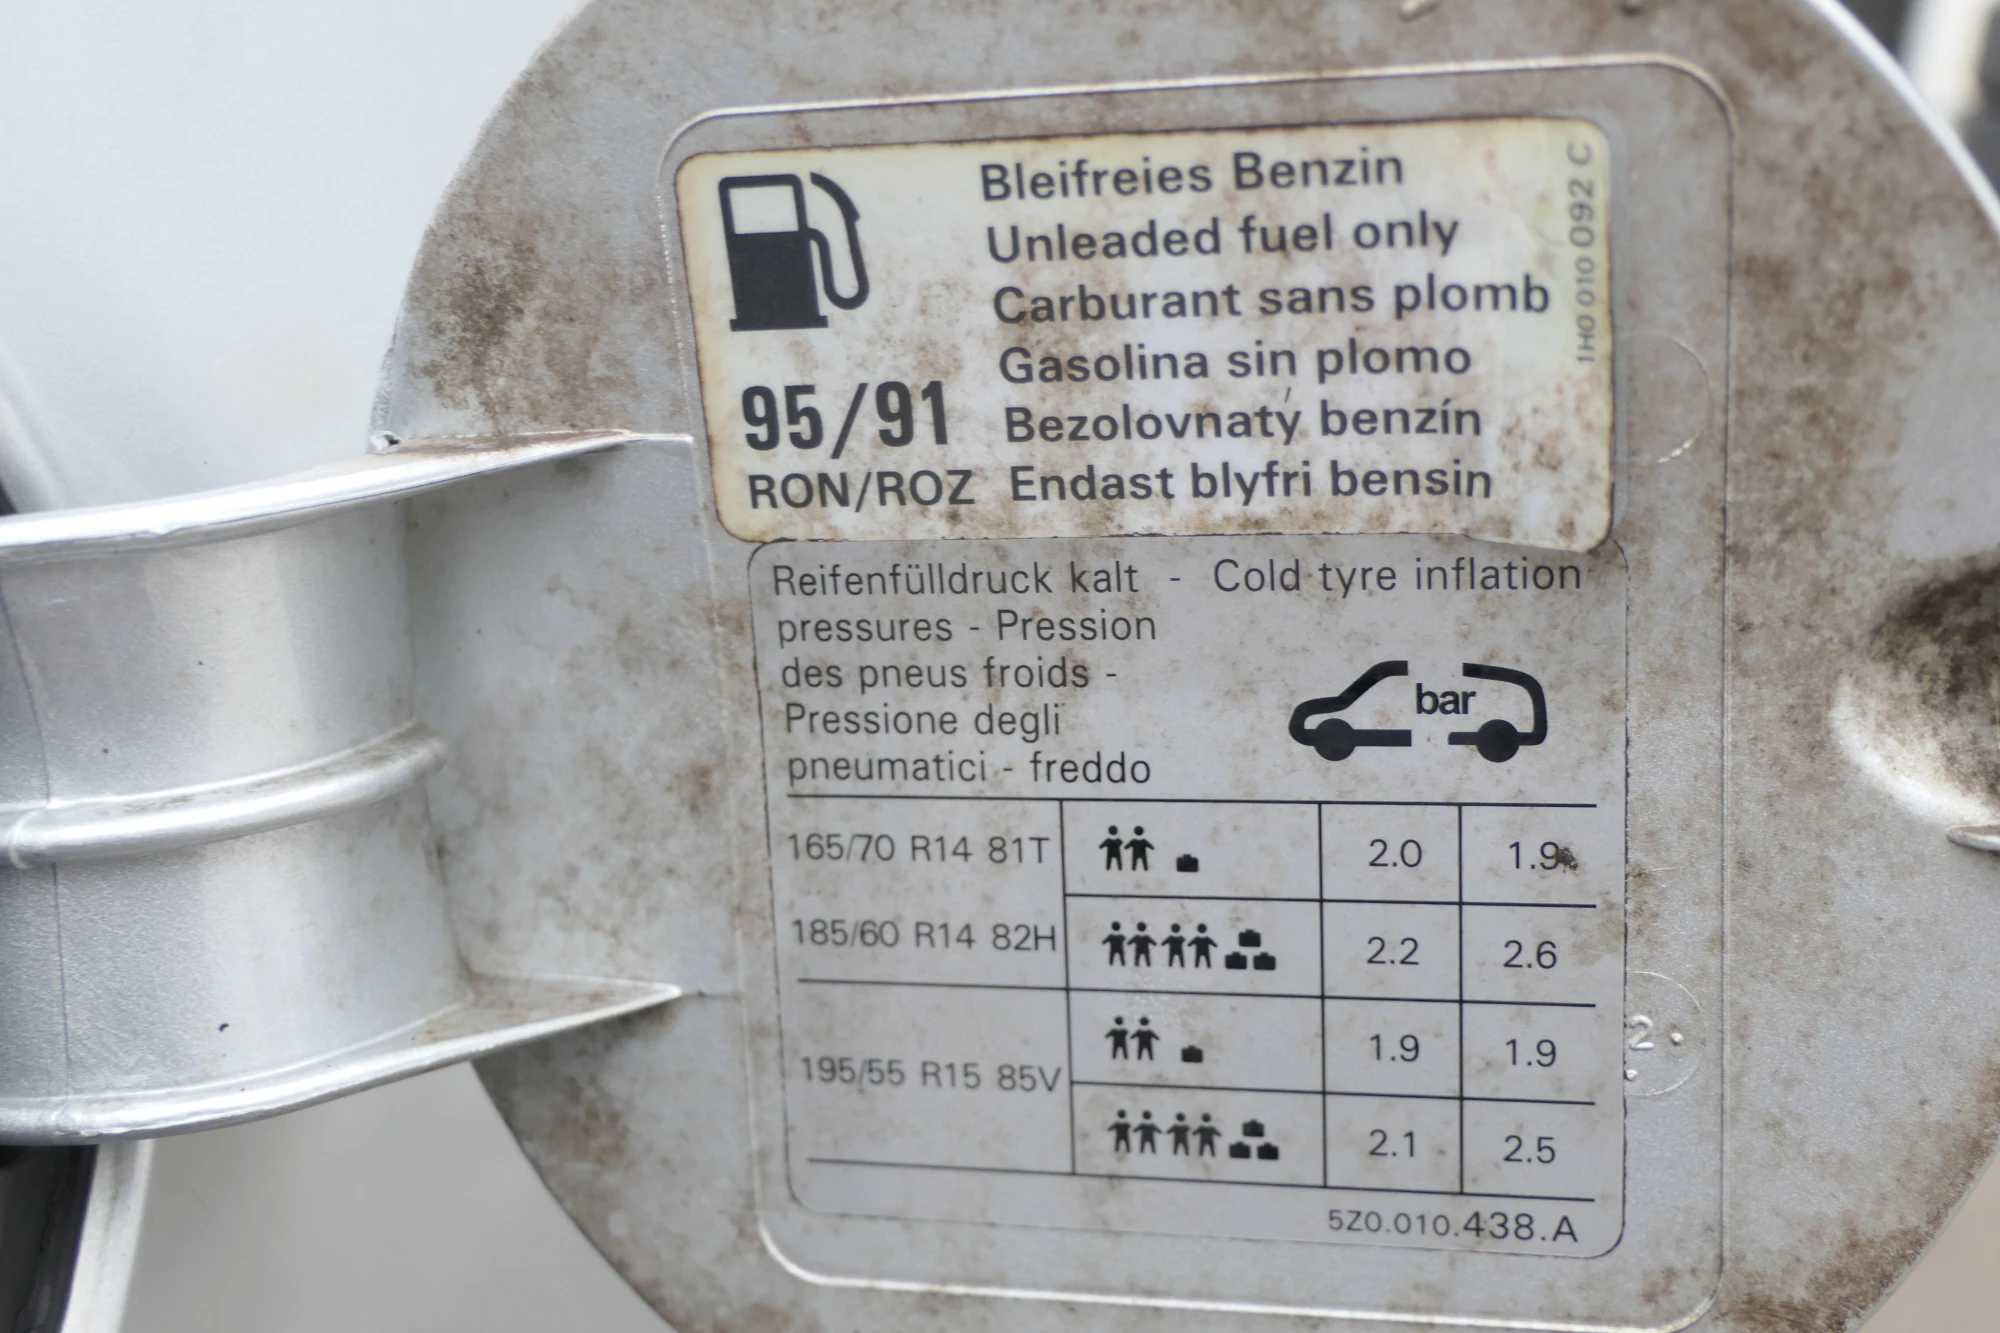 Bleifreies Benzin
Unleaded fuel only
Carburant sans plomb
Gasolina sin plomo
Bezolovnatý benzín
Endast blyfri bensin
95/91
RON/ROZ
1H0 010 092 C
Reifenfülldruck kalt - Cold tyre inflation
pressures - Pression
des pneus froids -
Pressione degli
pneumatici - freddo
bar
165/70 R14 81T 2.0 1.9
185/60 R14 82H 2.2 2.6
195/55 R15 85V 1.9 1.9
2.1 2.5
5Z0.010.438.A
2.